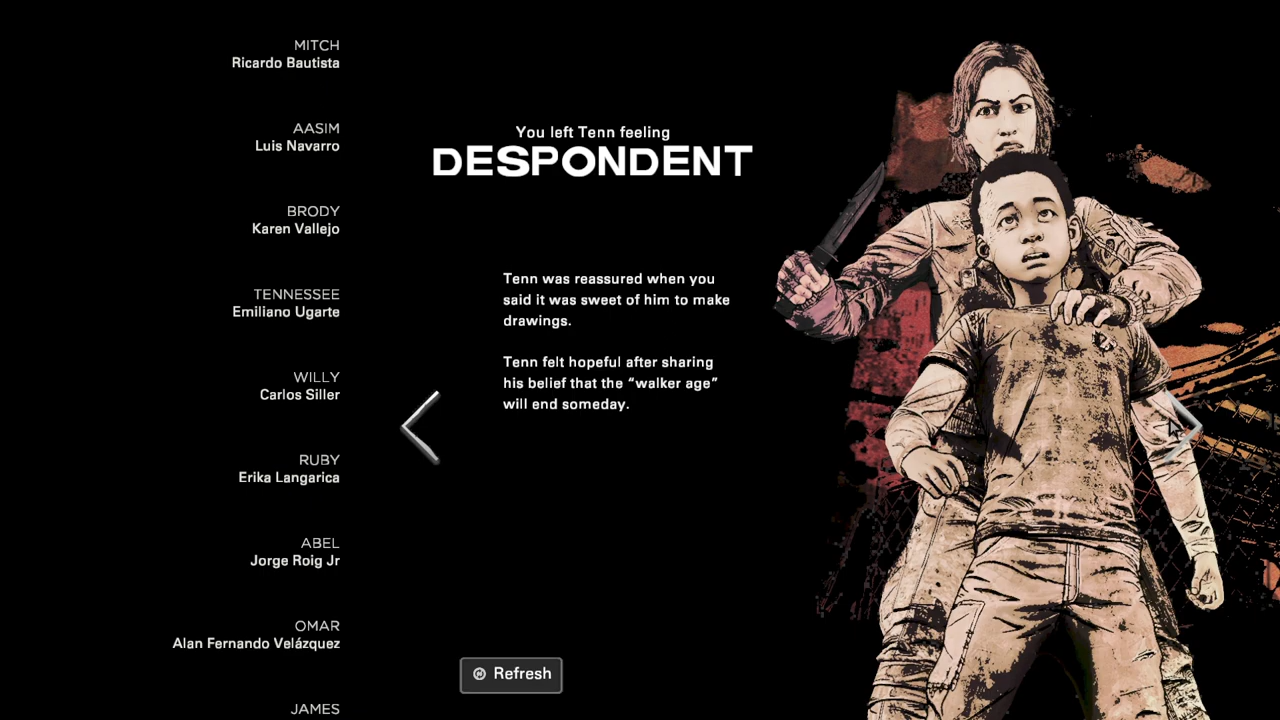 MITCH
Ricardo Bautista
AASIM
Luis Navarro
BRODY
Karen Vallejo
TENNESSEE
Emiliano Ugarte
WILLY
Carlos Siller
RUBY
Erika Langarica
ABEL
Jorge Roig Jr
OMAR
Alan Fernando Velázquez
JAMES
You left Tenn feeling
DESPONDENT
Tenn was reassured when you
said it was sweet of him to make
drawings.
Tenn felt hopeful after sharing
his belief that the “walker age”
will end someday.
Refresh